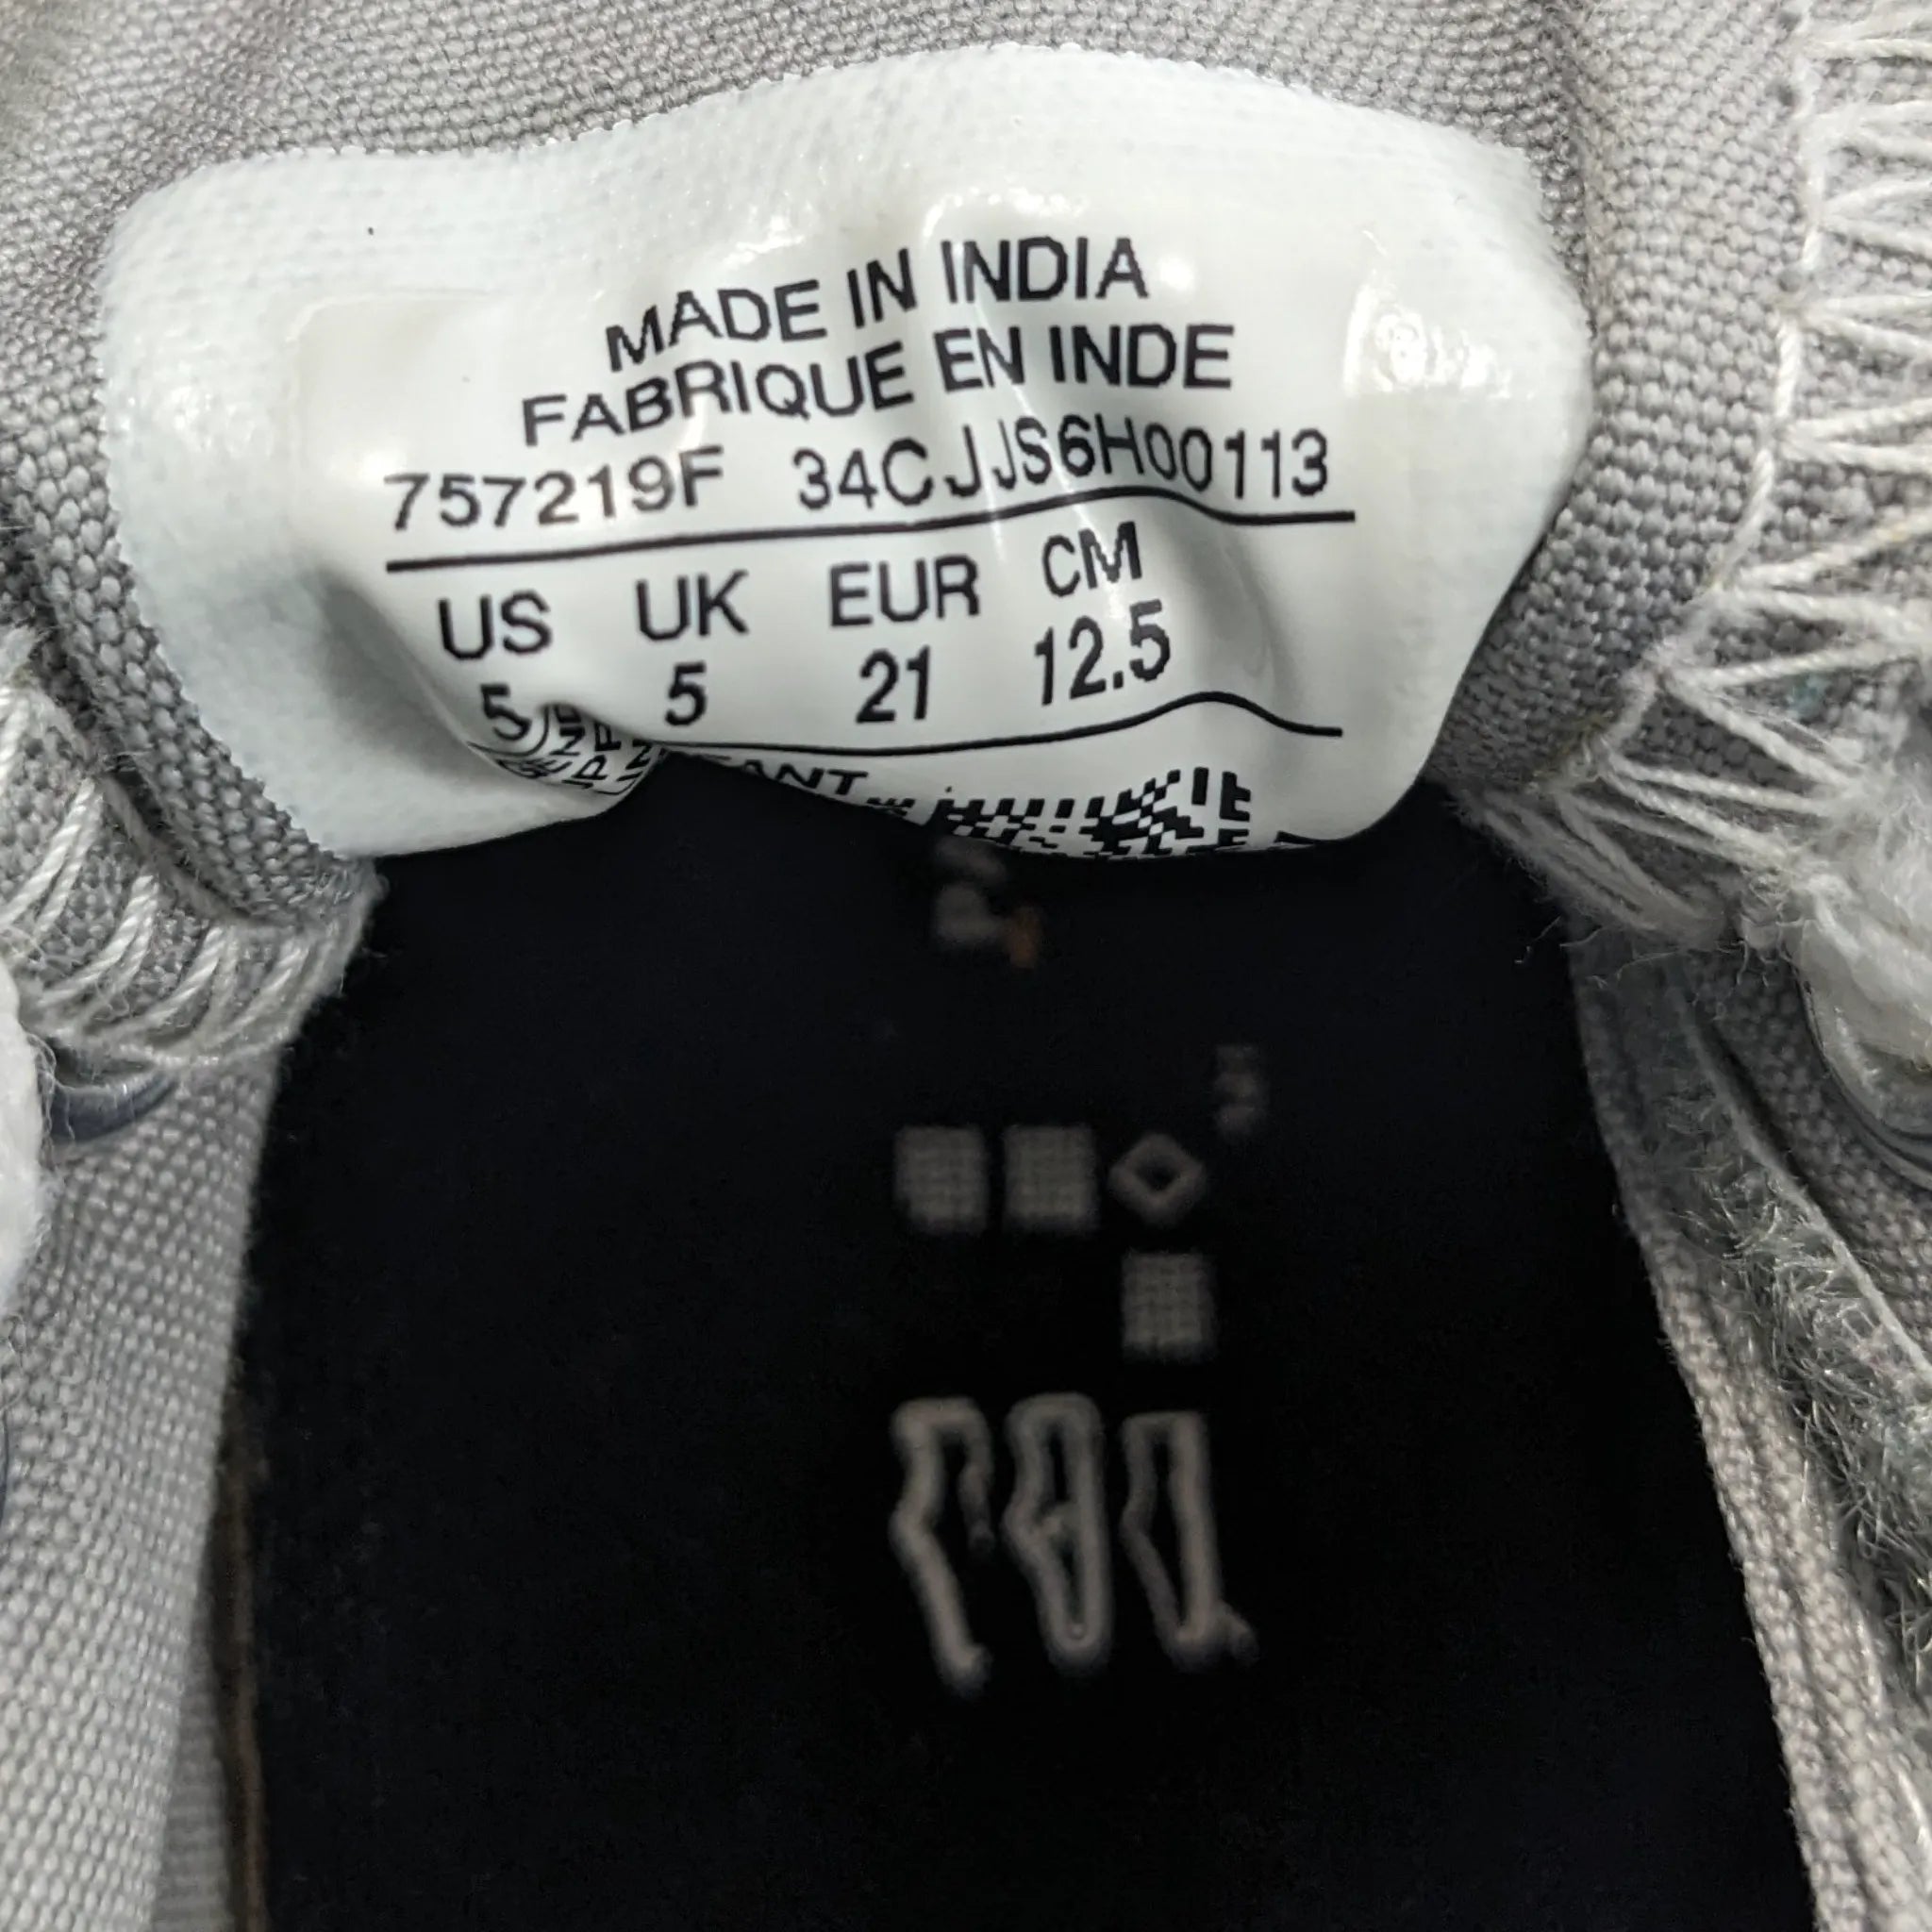 MADE IN INDIA
FABRIQUE EN INDE
757219F 34CJJS6H00113
US UK EUR CM
5 5 21 12.5